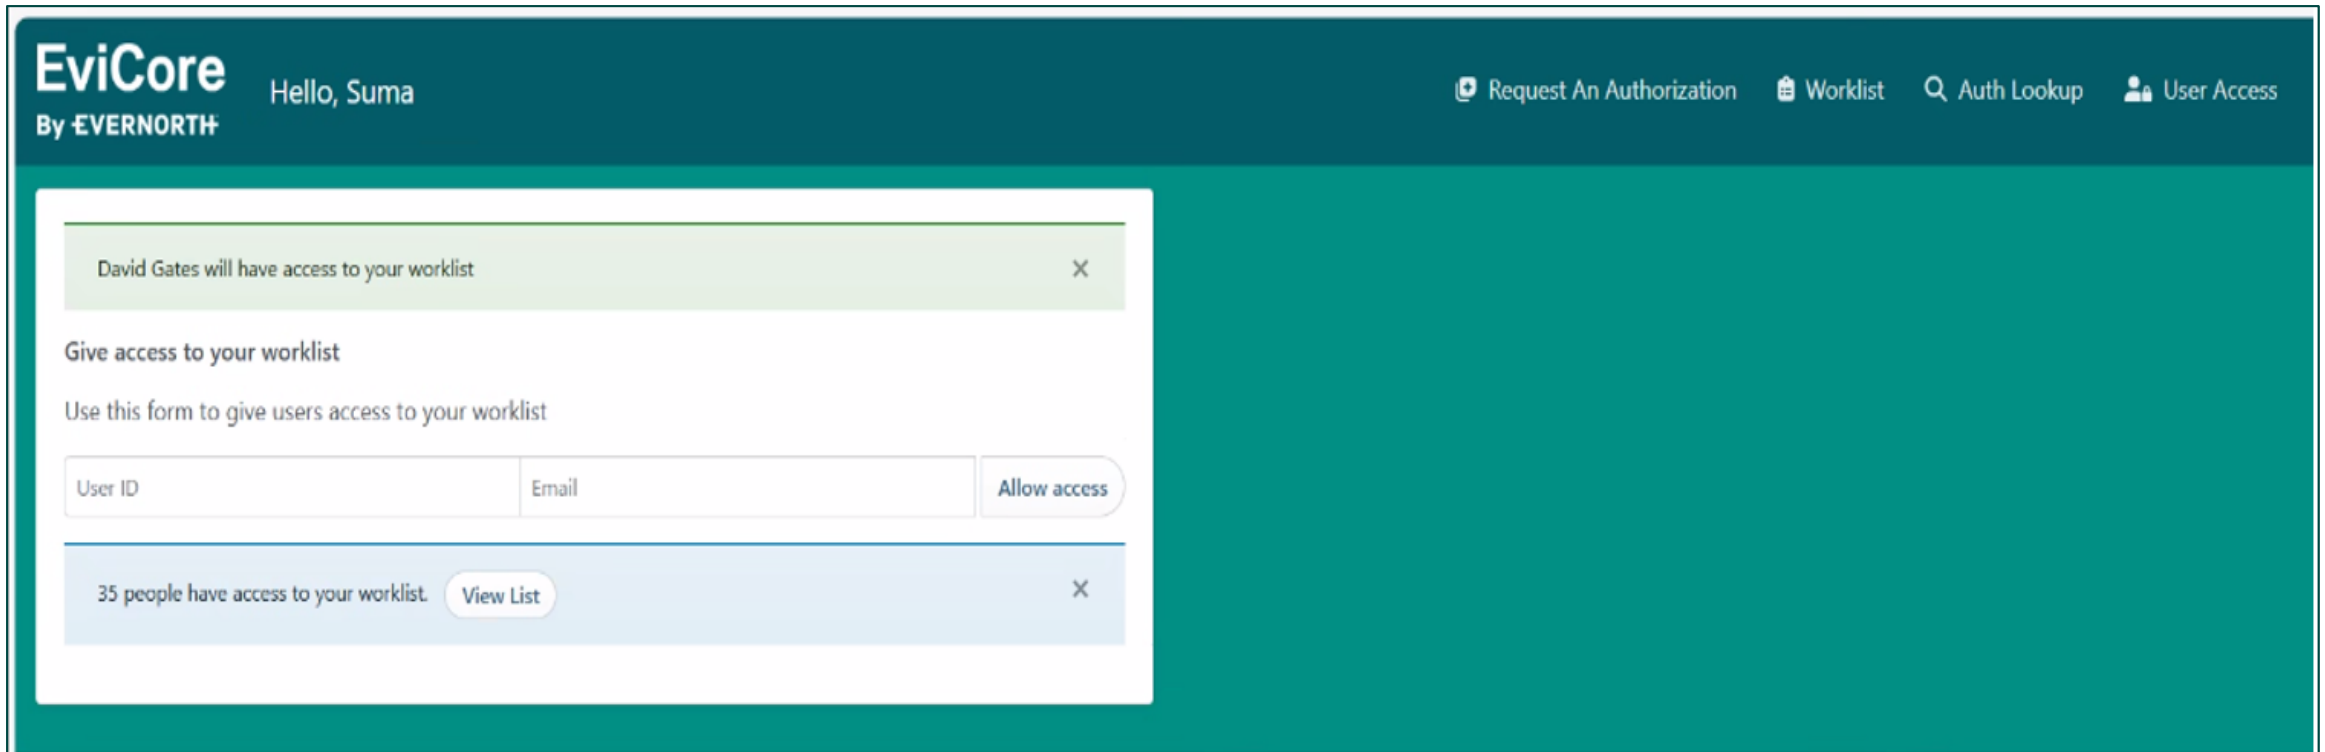 EviCore
By EVERNORTH
Hello, Suma
Request An Authorization
Worklist
Auth Lookup
User Access
David Gates will have access to your worklist
Give access to your worklist
Use this form to give users access to your worklist
User ID
Email
Allow access
35 people have access to your worklist.
View List